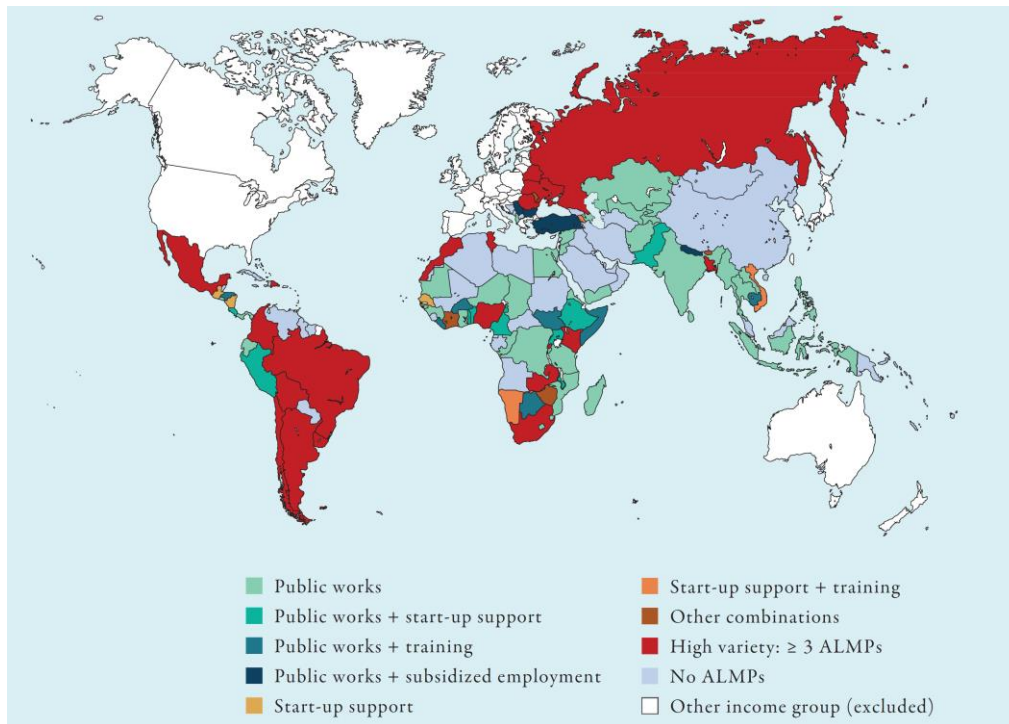 Public works
Public works + start-up support
Public works + training
Public works + subsidized employment
Start-up support
Start-up support + training
Other combinations
High variety: ≥ 3 ALMPs
No ALMPs
Other income group (excluded)